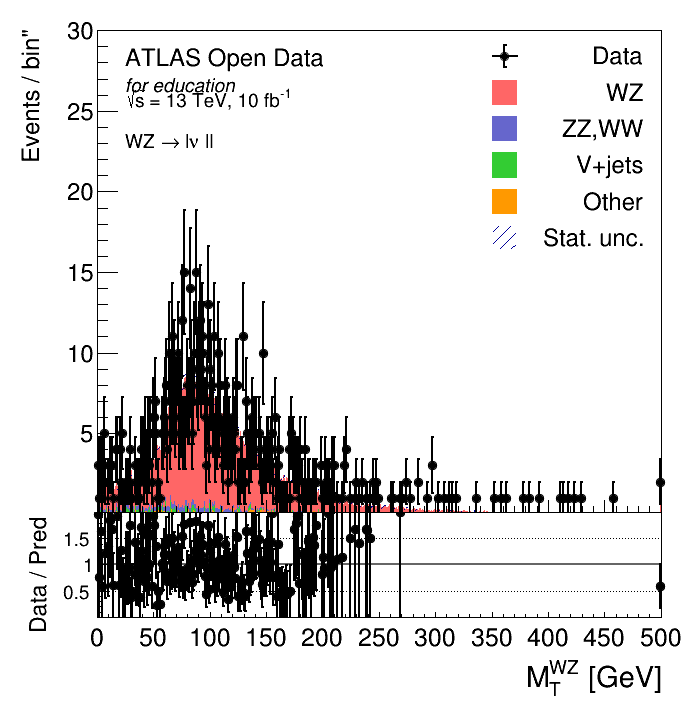 30
25
20
15
10
5
Events / bin"
ATLAS Open Data
for education
√s = 13 TeV, 10 fb-1
WZ → lν ll
Data
WZ
ZZ,WW
V+jets
Other
Stat. unc.
1.5
1
0.5
Data / Pred
0 50 100 150 200 250 300 350 400 450 500
M_T^WZ [GeV]